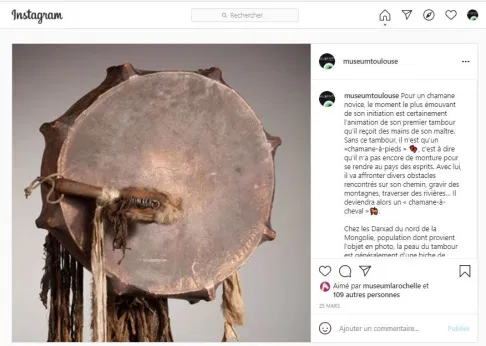 Instagram
Rechercher
museumtoulouse
museumtoulouse Pour un chamane
novice, le moment le plus émouvant
de son initiation est certainement
l'animation de son premier tambour
qu'il reçoit des mains de son maître.
Sans ce tambour, il n'est qu'un
«chamane-à-pieds » , c'est à dire
qu'il n'a pas encore de monture pour
se rendre au pays des esprits. Avec lui,
il va affronter divers obstacles
rencontrés sur son chemin, gravir des
montagnes, traverser des rivières... Il
deviendra alors un « chamane-à-
cheval ».
Chez les Darxad du nord de la
Mongolie, population dont provient
l'objet en photo, la peau du tambour
est généralement d'une biche de
Aimé par museumlarochelle et
109 autres personnes
25 MARS
Ajouter un commentaire...
Publier